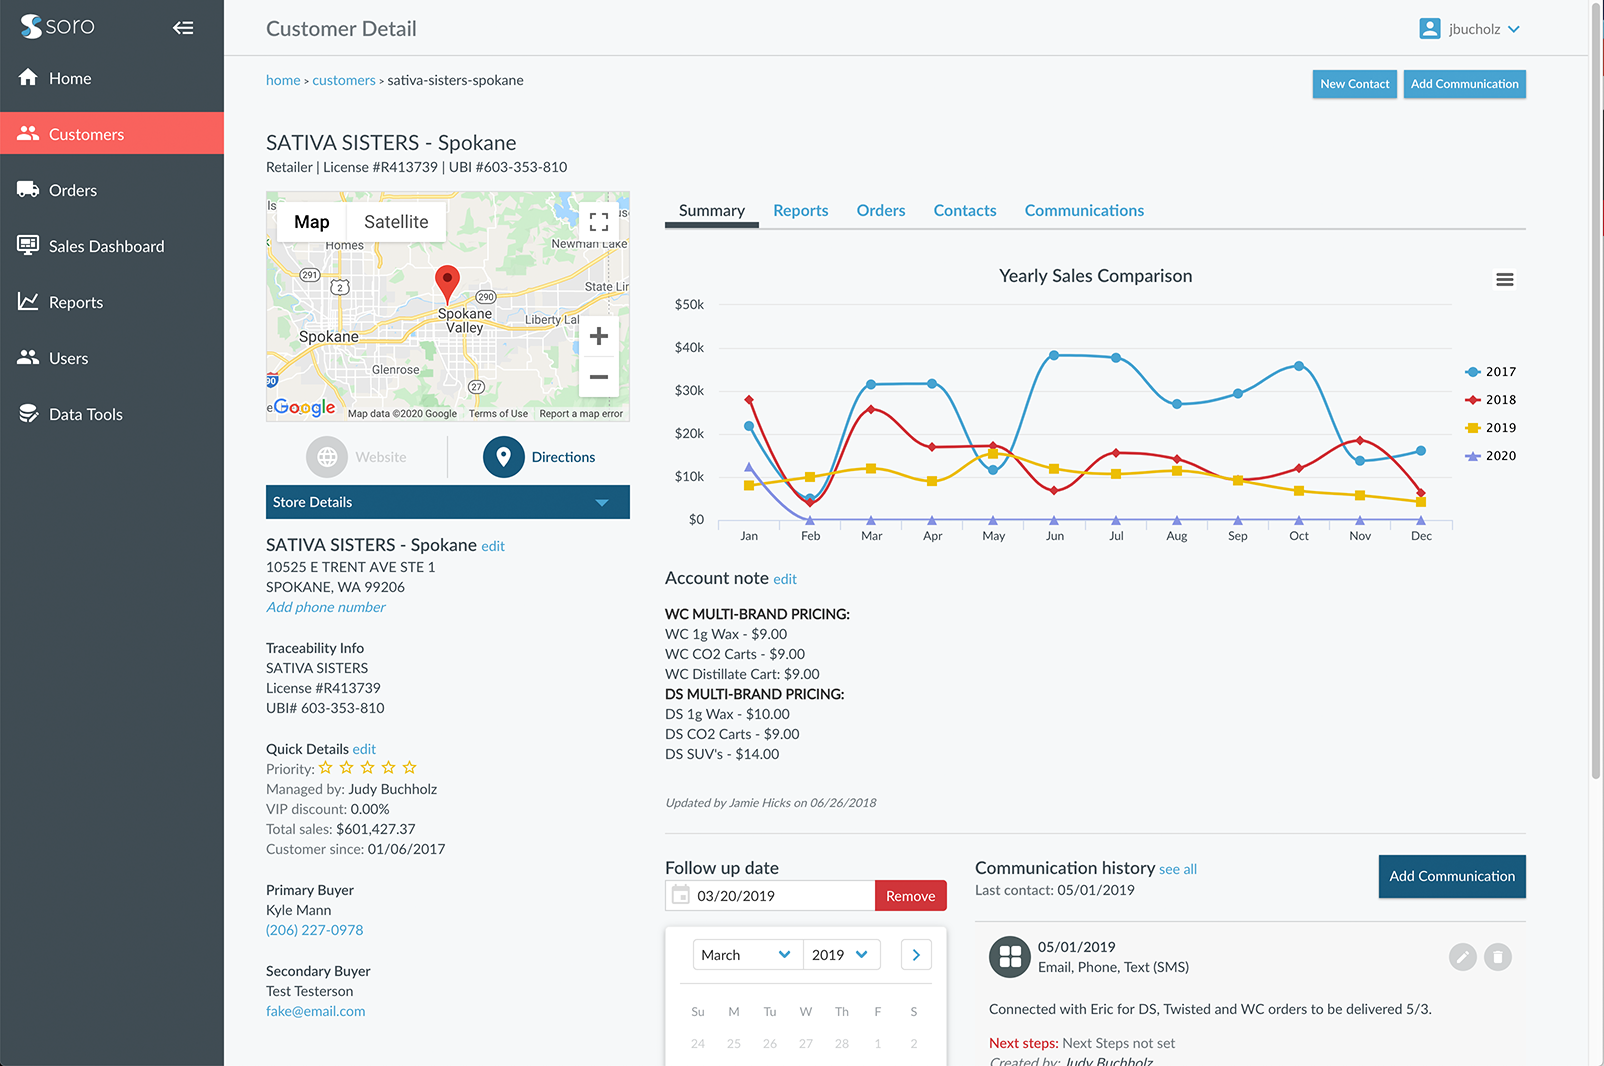 soro
Home
Customers
Orders
Sales Dashboard
Reports
Users
Data Tools
Customer Detail
jbucholz
home > customers > sativa-sisters-spokane
New Contact
Add Communication
SATIVA SISTERS - Spokane
Retailer | License #R413739 | UBI #603-353-810
Map
Satellite
Homes
Newman Lake
291
2
290
State Lin
Spokane
Valley
Liberty Lak
Spokane
Glenrose
27
90
Google
Map data ©2020 Google
Terms of Use
Report a map error
Website
Directions
Store Details
SATIVA SISTERS - Spokane edit
10525 E TRENT AVE STE 1
SPOKANE, WA 99206
Add phone number
Traceability Info
SATIVA SISTERS
License #R413739
UBI# 603-353-810
Quick Details edit
Priority:
Managed by: Judy Buchholz
VIP discount: 0.00%
Total sales: $601,427.37
Customer since: 01/06/2017
Primary Buyer
Kyle Mann
(206) 227-0978
Secondary Buyer
Test Testerson
fake@email.com
Summary
Reports
Orders
Contacts
Communications
Yearly Sales Comparison
$50k
$40k
$30k
$20k
$10k
$0
Jan Feb Mar Apr May Jun Jul Aug Sep Oct Nov Dec
2017
2018
2019
2020
Account note edit
WC MULTI-BRAND PRICING:
WC 1g Wax - $9.00
WC CO2 Carts - $9.00
WC Distillate Cart: $9.00
DS MULTI-BRAND PRICING:
DS 1g Wax - $10.00
DS CO2 Carts - $9.00
DS SUV's - $14.00
Updated by Jamie Hicks on 06/26/2018
Follow up date
03/20/2019
Remove
March
2019
Su M Tu W Th F S
24 25 26 27 28 1 2
Communication history see all
Last contact: 05/01/2019
Add Communication
05/01/2019
Email, Phone, Text (SMS)
Connected with Eric for DS, Twisted and WC orders to be delivered 5/3.
Next steps: Next Steps not set
Created by: Judy Buchholz